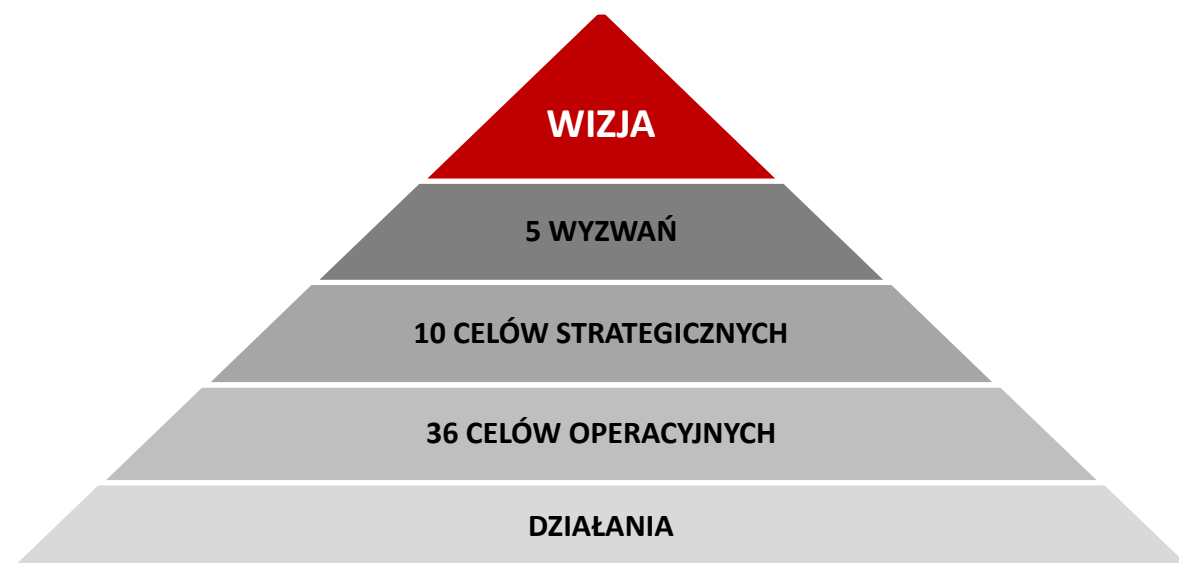 WIZJA
5 WYZWAŃ
10 CELÓW STRATEGICZNYCH
36 CELÓW OPERACYJNYCH
DZIAŁANIA